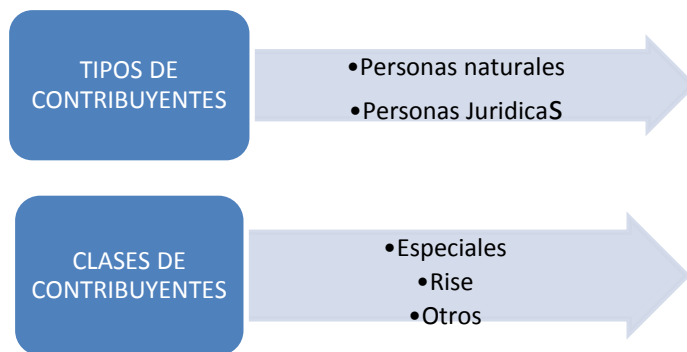 TIPOS DE
CONTRIBUYENTES
•Personas naturales
•Personas JuridicaS
CLASES DE
CONTRIBUYENTES
•Especiales
•Rise
•Otros